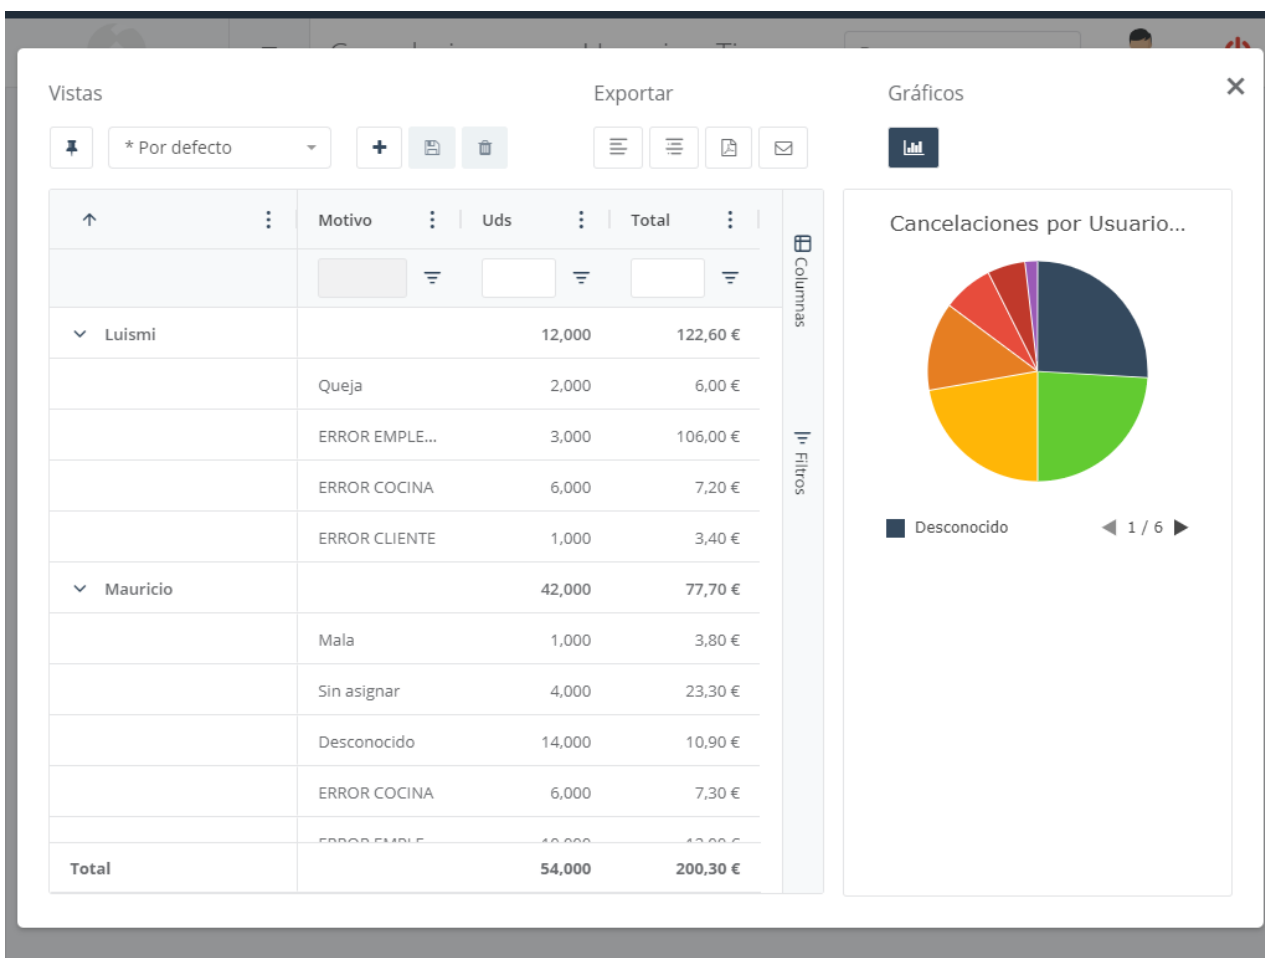 Vistas
Exportar
Gráficos
* Por defecto
Motivo Uds Total
Luismi 12,000 122,60 €
Queja 2,000 6,00 €
ERROR EMPLE... 3,000 106,00 €
ERROR COCINA 6,000 7,20 €
ERROR CLIENTE 1,000 3,40 €
Mauricio 42,000 77,70 €
Mala 1,000 3,80 €
Sin asignar 4,000 23,30 €
Desconocido 14,000 10,90 €
ERROR COCINA 6,000 7,30 €
Total 54,000 200,30 €
Columnas
Filtros
Cancelaciones por Usuario...
Desconocido
1 / 6